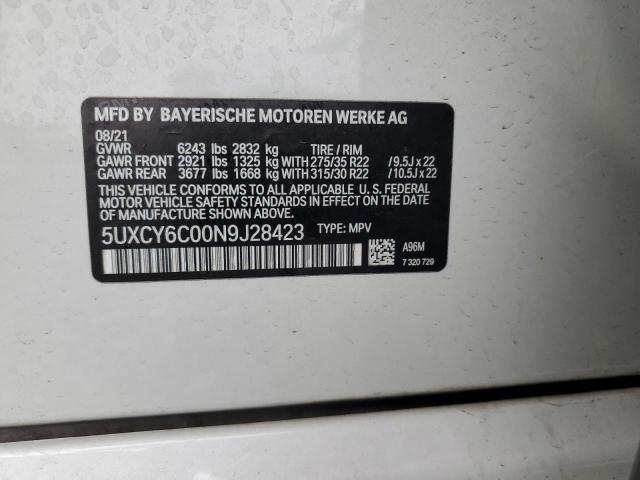 MFD BY BAYERISCHE MOTOREN WERKE AG
08/21
GVWR 6243 lbs 2832 kg TIRE / RIM
GAWR FRONT 2921 lbs 1325 kg WITH 275/35 R22 / 9.5J x 22
GAWR REAR 3677 lbs 1668 kg WITH 315/30 R22 / 10.5J x 22
THIS VEHICLE CONFORMS TO ALL APPLICABLE U. S. FEDERAL
MOTOR VEHICLE SAFETY STANDARDS IN EFFECT ON THE
DATE OF MANUFACTURE SHOWN ABOVE.
5UXCY6C00N9J28423 TYPE: MPV
A96M
7 320 729